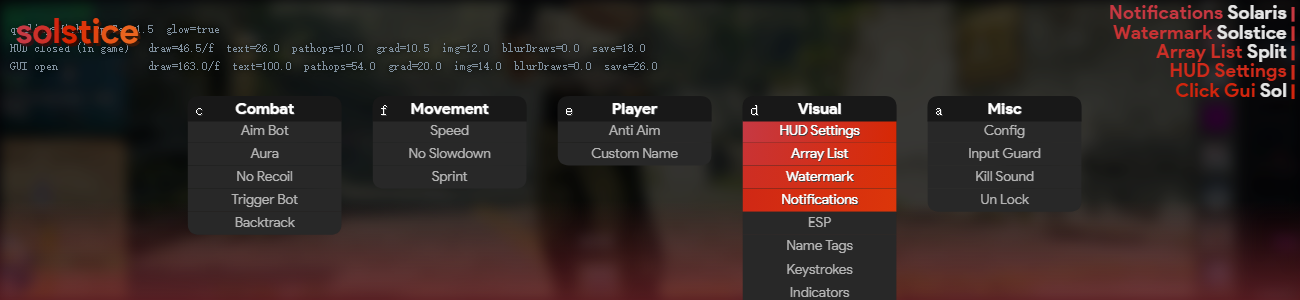 solstice
glow=true
HUD closed (in game) draw=46.5/f text=26.0 pathops=10.0 grad=10.5 img=12.0 blurDraws=0.0 save=18.0
GUI open draw=163.0/f text=100.0 pathops=54.0 grad=20.0 img=14.0 blurDraws=0.0 save=26.0
Notifications Solaris
Watermark Solstice
Array List Split
HUD Settings
Click Gui Sol
c Combat
Aim Bot
Aura
No Recoil
Trigger Bot
Backtrack
f Movement
Speed
No Slowdown
Sprint
e Player
Anti Aim
Custom Name
d Visual
HUD Settings
Array List
Watermark
Notifications
ESP
Name Tags
Keystrokes
Indicators
a Misc
Config
Input Guard
Kill Sound
Un Lock